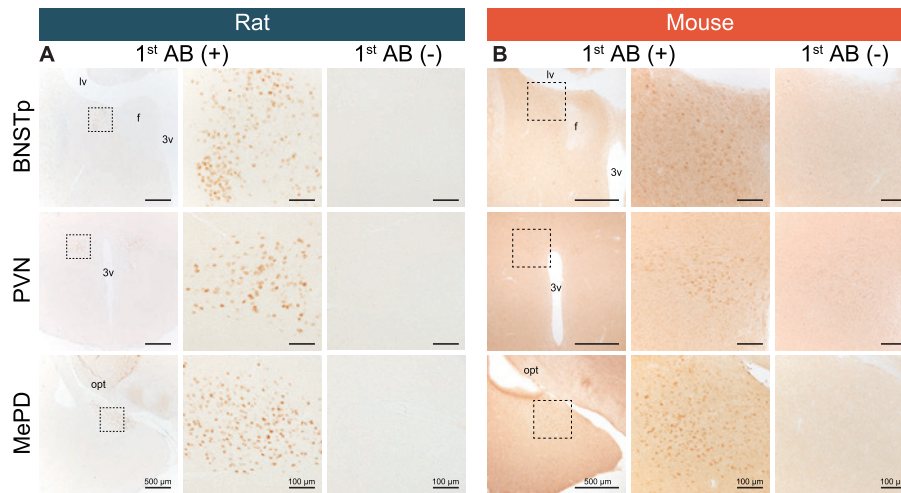 Rat Mouse
A 1st AB (+) 1st AB (-) B 1st AB (+) 1st AB (-)
BNSTp lv f 3v lv f 3v
PVN 3v 3v
MePD opt opt
500 µm 100 µm 100 µm 500 µm 100 µm 100 µm